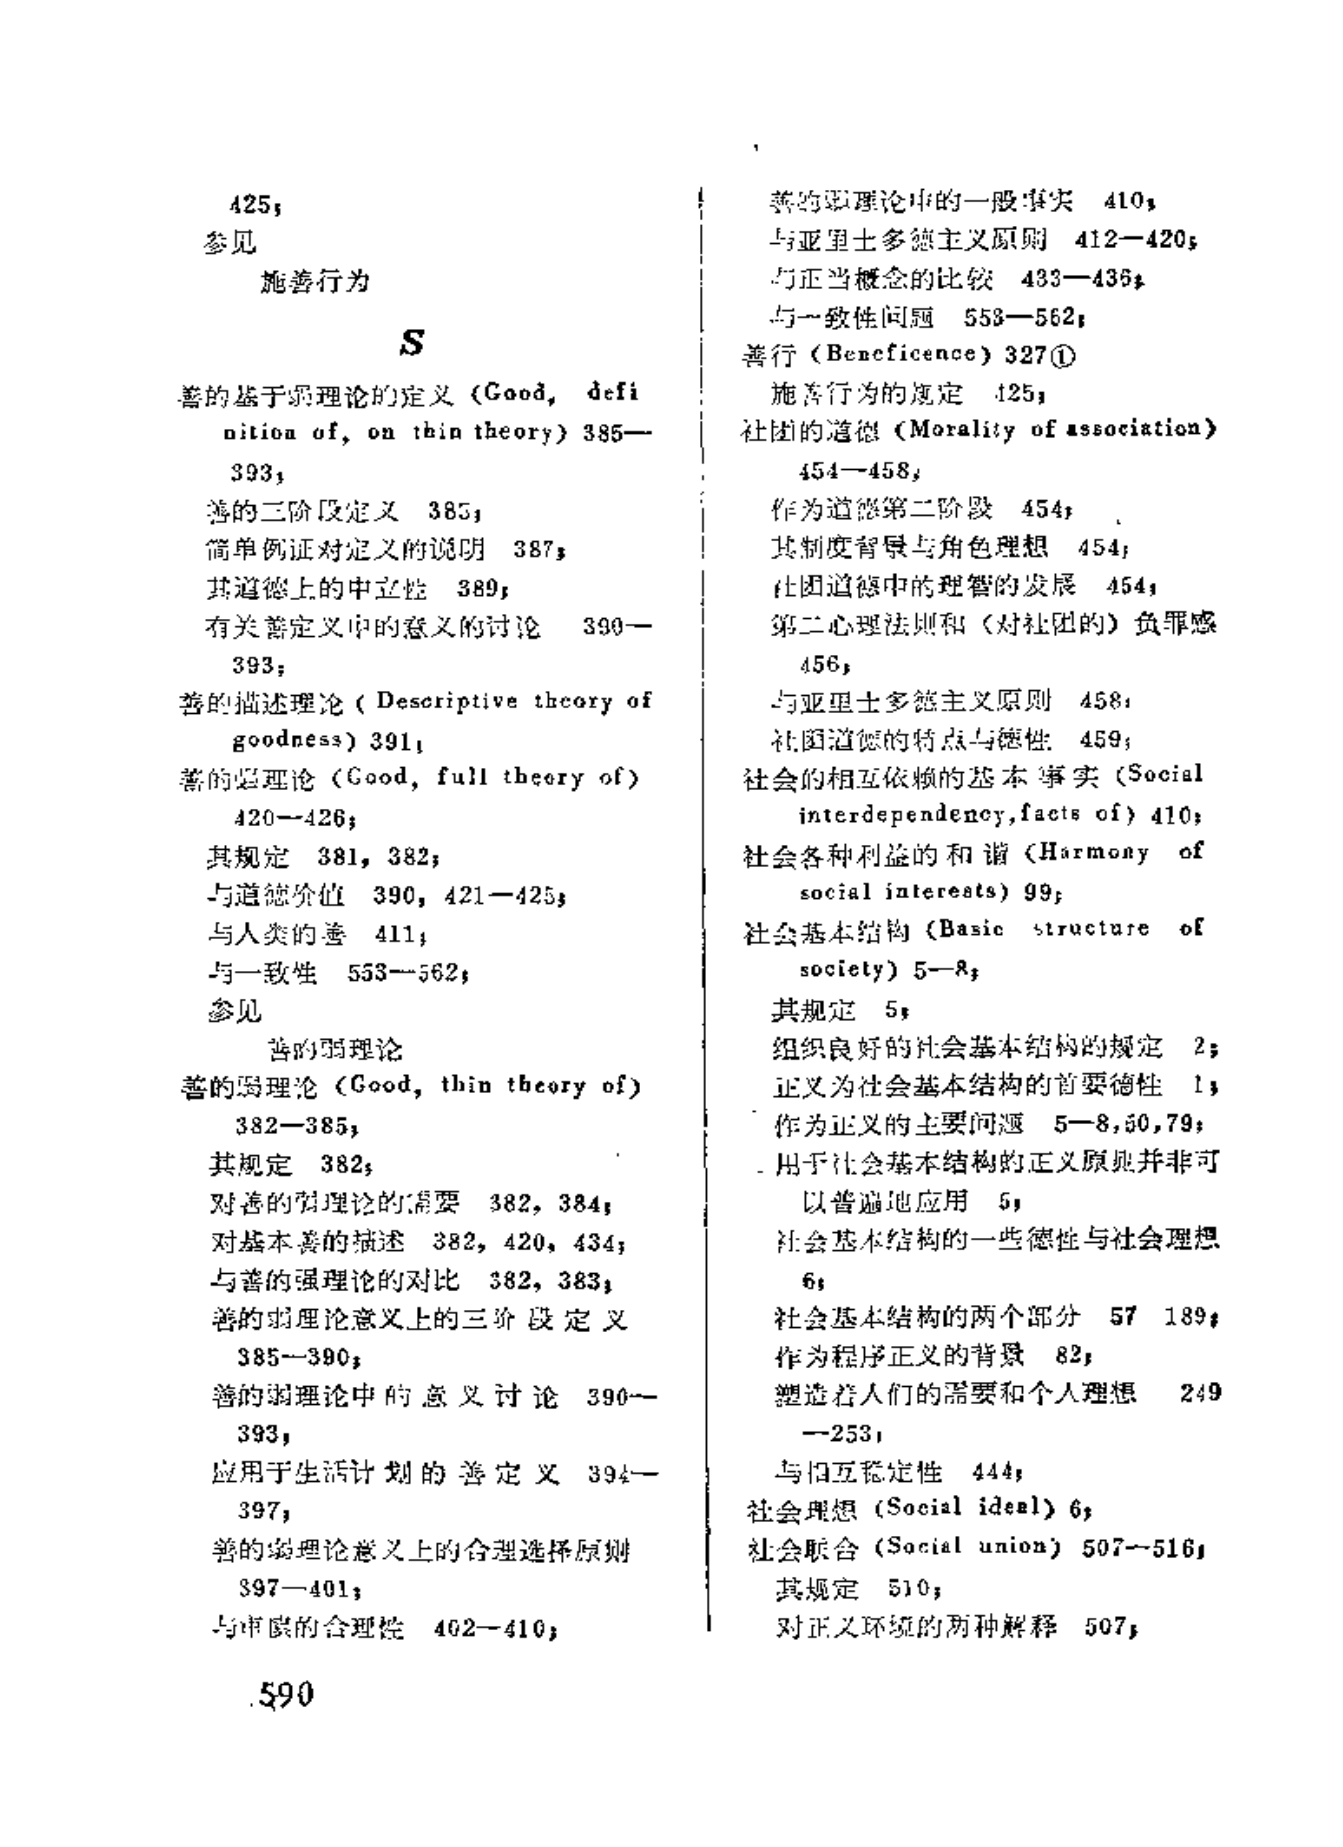 425;
参见
施善行为
S
善的基于弱理论的定义（Good, defi
nition of, on thin theory）385—
393;
善的三阶段定义 385;
简单例证对定义的说明 387;
其道德上的中立性 389;
有关善定义中的意义的讨论 390—
393;
善的描述理论（Descriptive theory of
goodness）391;
善的强理论（Good, full theory of）
420—426;
其规定 381, 382;
与道德价值 390, 421—425;
与人类的善 411;
与一致性 553—562;
参见
善的弱理论
善的弱理论（Good, thin theory of）
382—385;
其规定 382;
对善的弱理论的需要 382, 384;
对基本善的描述 382, 420, 434;
与善的强理论的对比 382, 383;
善的弱理论意义上的三阶段定义
385—390;
善的弱理论中的意义讨论 390—
393;
应用于生活计划的善定义 394—
397;
善的弱理论意义上的合理选择原则
397—401;
与审慎的合理性 402—410;
590
善的弱理论中的一般事实 410;
与亚里士多德主义原则 412—420;
与正当概念的比较 433—436;
与一致性问题 553—562;
善行（Beneficence）327①
施善行为的规定 425;
社团的道德（Morality of association）
454—458;
作为道德第二阶段 454;
其制度背景与角色理想 454;
社团道德中的理智的发展 454;
第二心理法则和（对社团的）负罪感
456;
与亚里士多德主义原则 458;
社团道德的特点与德性 459;
社会的相互依赖的基本事实（Social
interdependency,facts of）410;
社会各种利益的和谐（Harmony of
social interests）99;
社会基本结构（Basic structure of
society）5—8;
其规定 5;
组织良好的社会基本结构的规定 2;
正义为社会基本结构的首要德性 1;
作为正义的主要问题 5—8,50,79;
用于社会基本结构的正义原则并非可
以普遍地应用 5;
社会基本结构的一些德性与社会理想
6;
社会基本结构的两个部分 57 189;
作为程序正义的背景 82;
塑造着人们的需要和个人理想 249
—253;
与相互稳定性 444;
社会理想（Social ideal）6;
社会联合（Social union）507—516;
其规定 510;
对正义环境的两种解释 507;